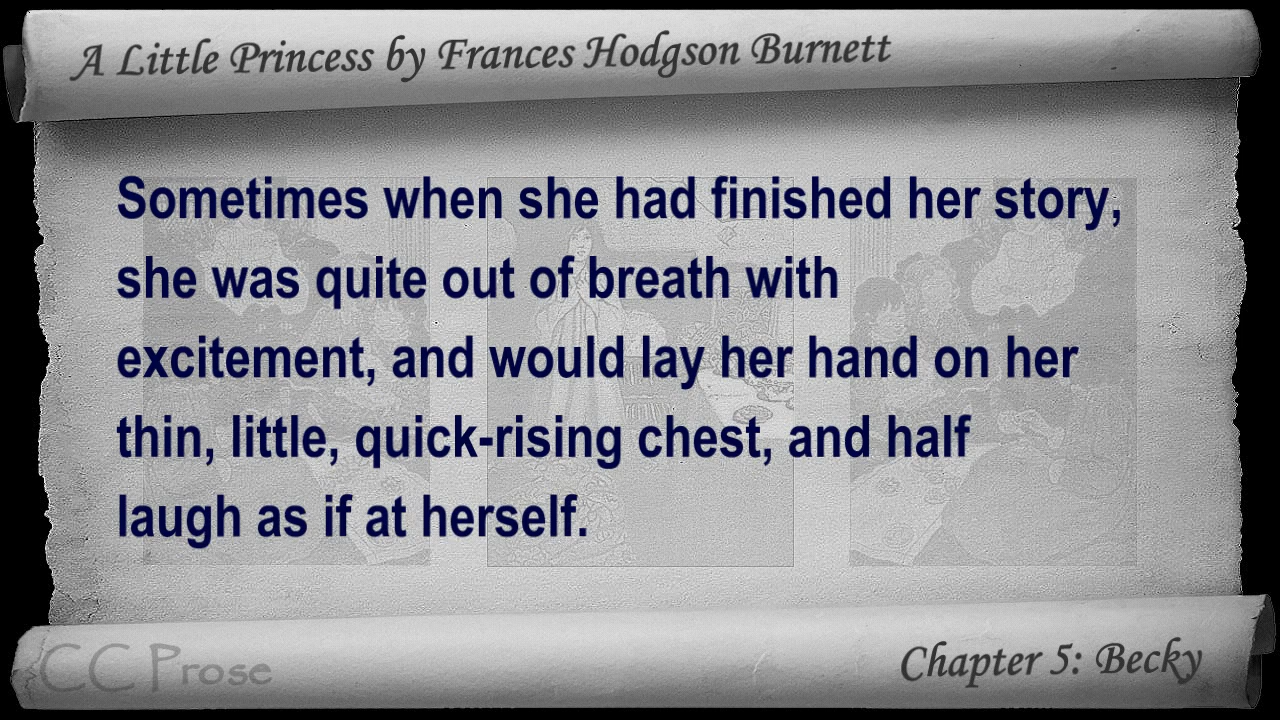 A Little Princess by Frances Hodgson Burnett
Sometimes when she had finished her story,
she was quite out of breath with
excitement, and would lay her hand on her
thin, little, quick-rising chest, and half
laugh as if at herself.
CC Prose
Chapter 5: Becky